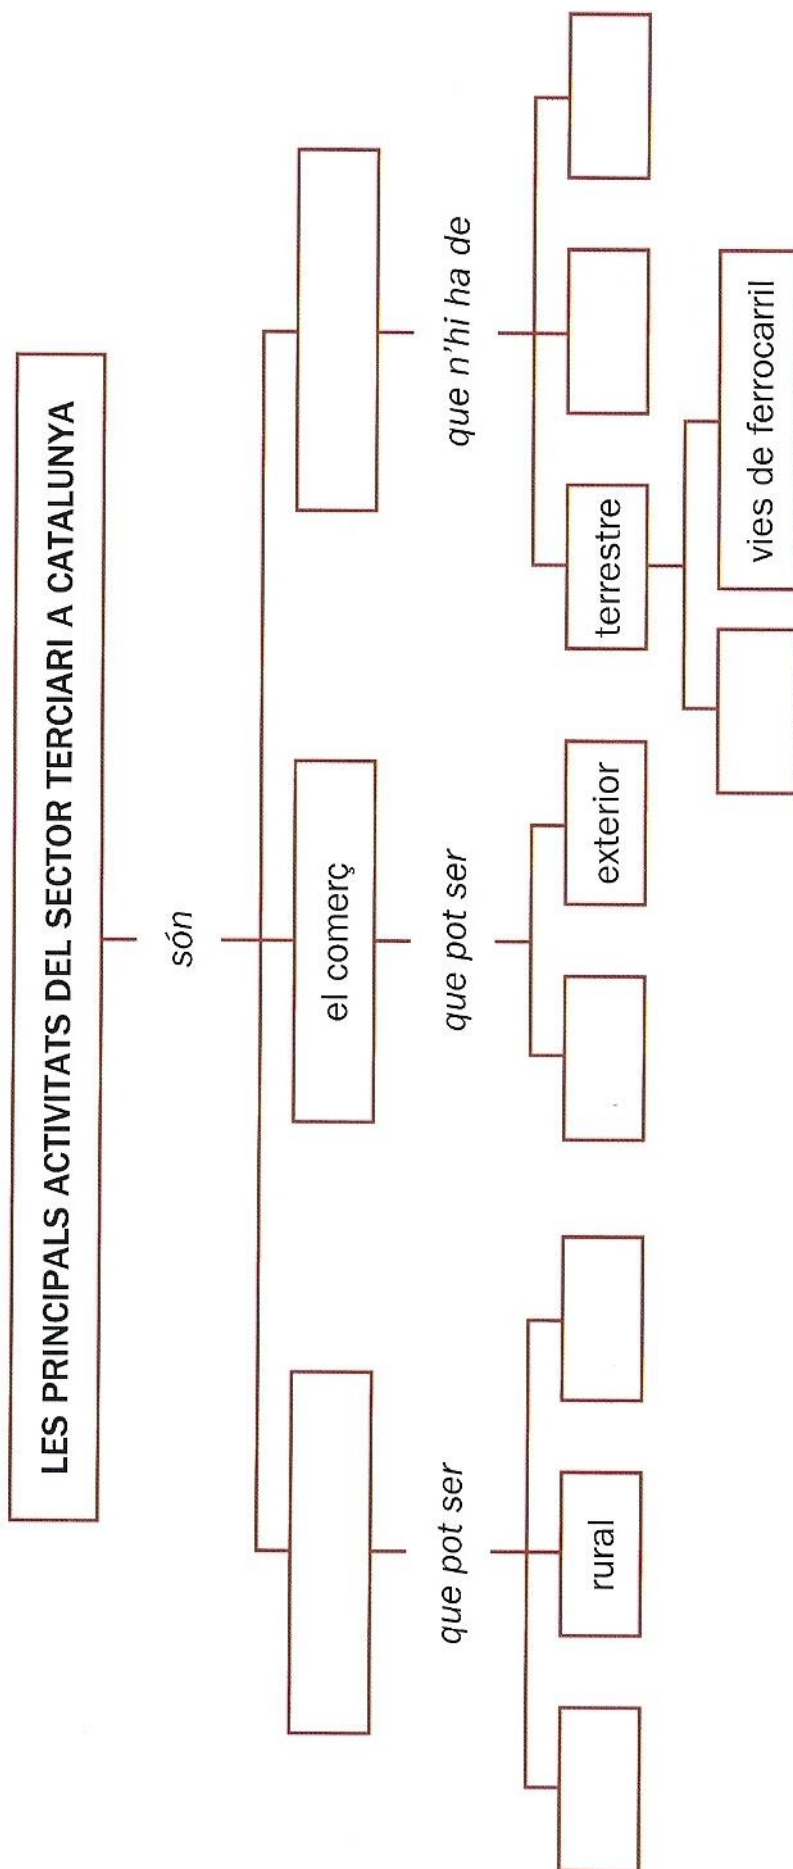 LES PRINCIPALS ACTIVITATS DEL SECTOR TERCIARI A CATALUNYA
són
el comerç
que pot ser
que pot ser
que n'hi ha de
rural
exterior
terrestre
vies de ferrocarril